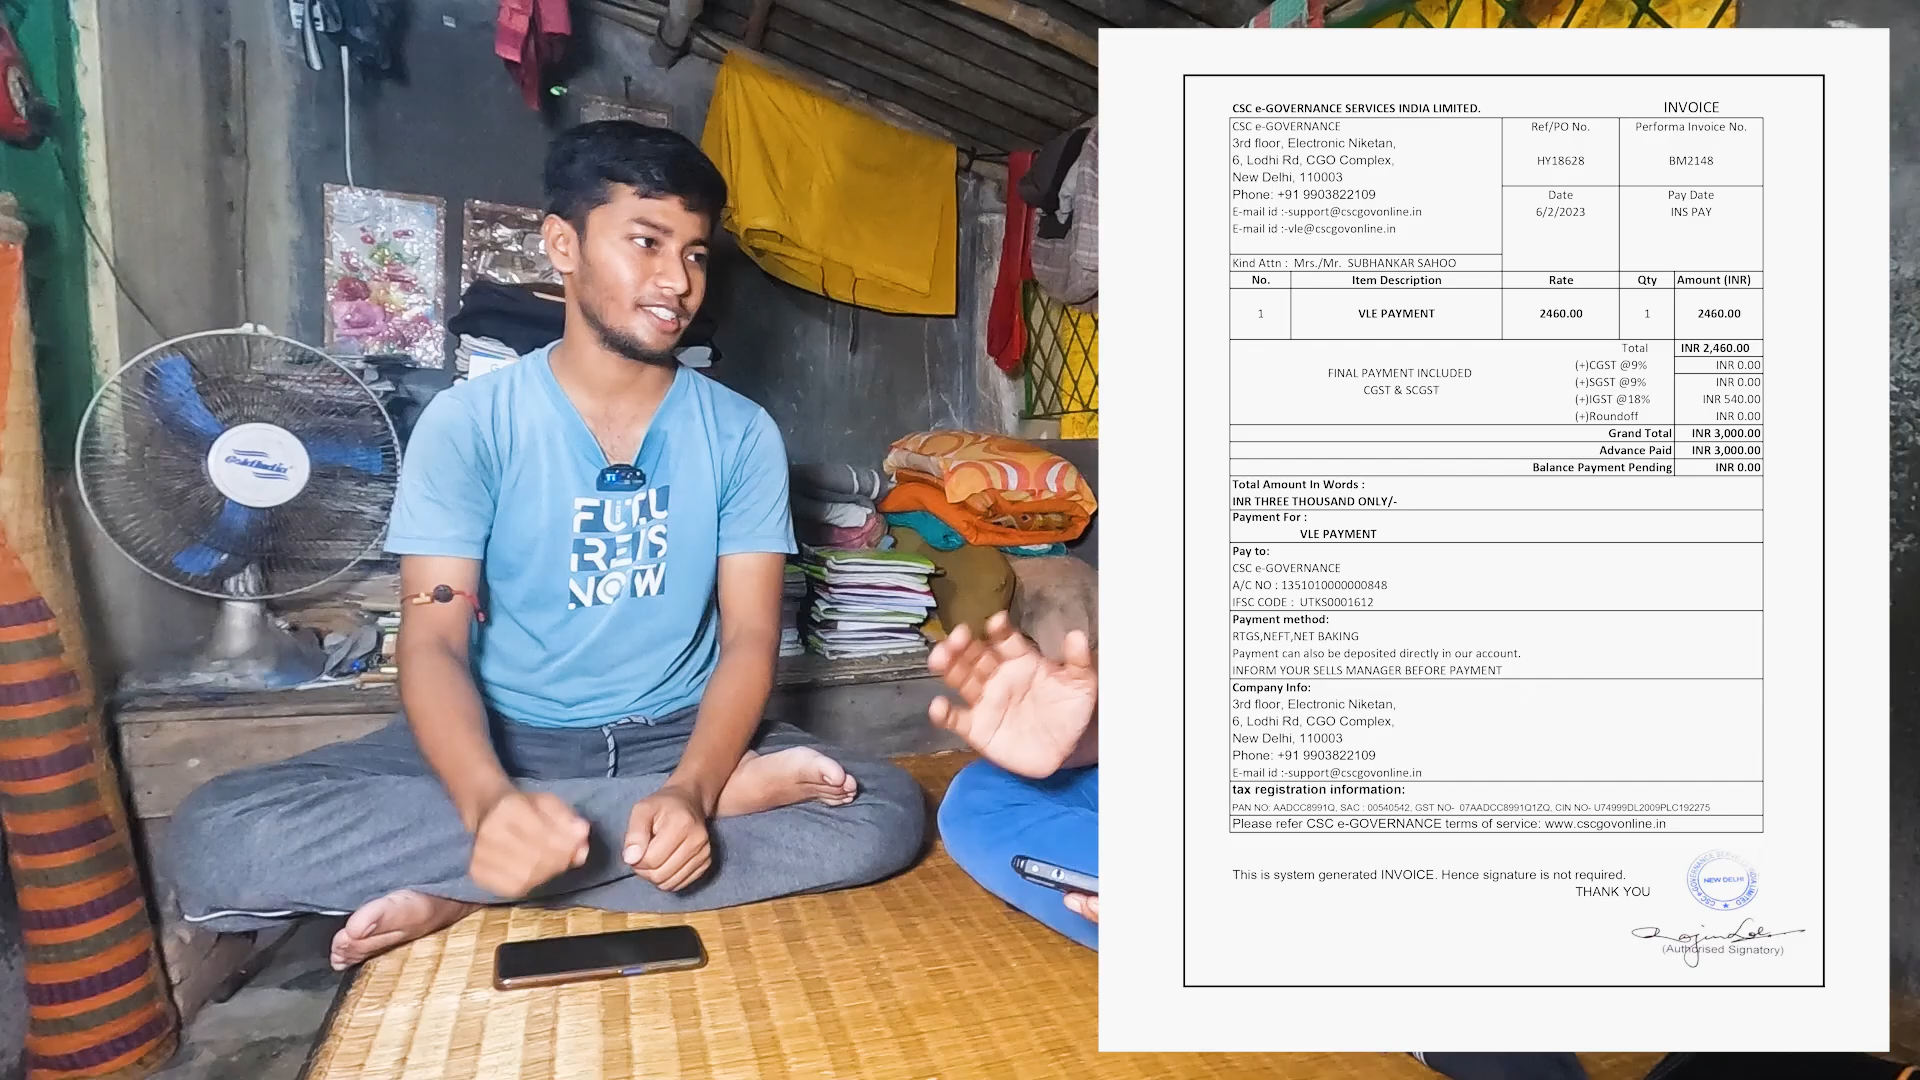 GoldIndia
FUTU
RE IS
NOW
CSC e-GOVERNANCE SERVICES INDIA LIMITED.
INVOICE
CSC e-GOVERNANCE
3rd floor, Electronic Niketan,
6, Lodhi Rd, CGO Complex,
New Delhi, 110003
Phone: +91 9903822109
E-mail id :-support@cscgovonline.in
E-mail id :-vle@cscgovonline.in
Kind Attn : Mrs./Mr. SUBHANKAR SAHOO
Ref/PO No.
HY18628
Performa Invoice No.
BM2148
Date
6/2/2023
Pay Date
INS PAY
No. Item Description Rate Qty Amount (INR)
1 VLE PAYMENT 2460.00 1 2460.00
FINAL PAYMENT INCLUDED
CGST & SCGST
Total INR 2,460.00
(+)CGST @9% INR 0.00
(+)SGST @9% INR 0.00
(+)IGST @18% INR 540.00
(+)Roundoff INR 0.00
Grand Total INR 3,000.00
Advance Paid INR 3,000.00
Balance Payment Pending INR 0.00
Total Amount In Words :
INR THREE THOUSAND ONLY/-
Payment For :
VLE PAYMENT
Pay to:
CSC e-GOVERNANCE
A/C NO : 1351010000000848
IFSC CODE : UTKS0001612
Payment method:
RTGS,NEFT,NET BAKING
Payment can also be deposited directly in our account.
INFORM YOUR SELLS MANAGER BEFORE PAYMENT
Company Info:
3rd floor, Electronic Niketan,
6, Lodhi Rd, CGO Complex,
New Delhi, 110003
Phone: +91 9903822109
E-mail id :-support@cscgovonline.in
tax registration information:
PAN NO: AADCC8991Q, SAC : 00540542, GST NO- 07AADCC8991Q1ZQ, CIN NO- U74999DL2009PLC192275
Please refer CSC e-GOVERNANCE terms of service: www.cscgovonline.in
This is system generated INVOICE. Hence signature is not required.
THANK YOU
CSC e-GOVERNANCE SERVICES INDIA LIMITED
NEW DELHI
(Authorised Signatory)